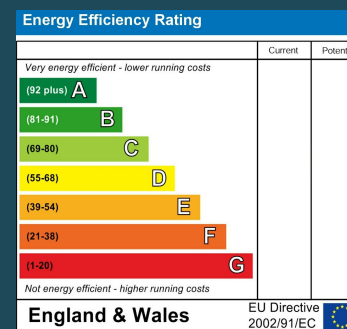 Energy Efficiency Rating
Current Potent
Very energy efficient - lower running costs
(92 plus) A
(81-91) B
(69-80) C
(55-68) D
(39-54) E
(21-38) F
(1-20) G
Not energy efficient - higher running costs
England & Wales
EU Directive
2002/91/EC